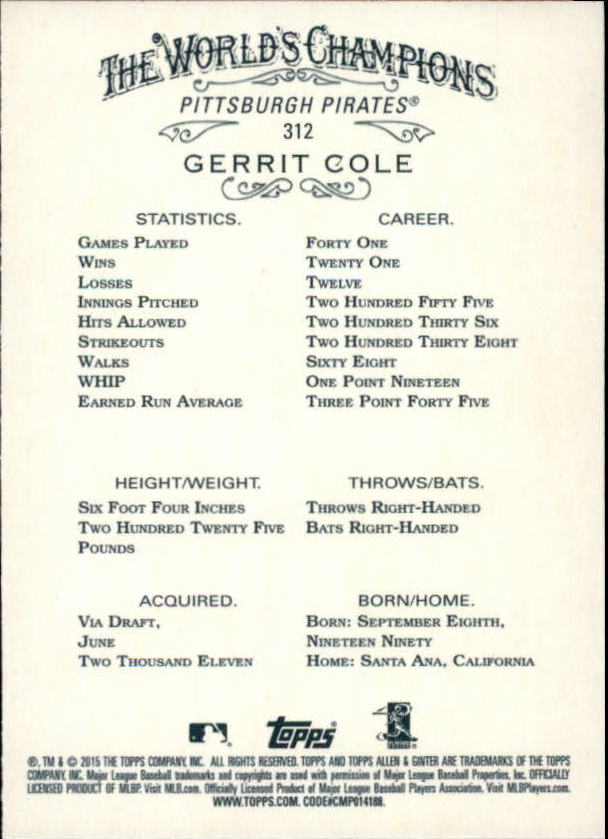 THE WORLD'S CHAMPIONS
PITTSBURGH PIRATES®
312
GERRIT COLE
STATISTICS. CAREER.
GAMES PLAYED FORTY ONE
WINS TWENTY ONE
LOSSES TWELVE
INNINGS PITCHED TWO HUNDRED FIFTY FIVE
HITS ALLOWED TWO HUNDRED THIRTY SIX
STRIKEOUTS TWO HUNDRED THIRTY EIGHT
WALKS SIXTY EIGHT
WHIP ONE POINT NINETEEN
EARNED RUN AVERAGE THREE POINT FORTY FIVE
HEIGHT/WEIGHT. THROWS/BATS.
SIX FOOT FOUR INCHES THROWS RIGHT-HANDED
TWO HUNDRED TWENTY FIVE BATS RIGHT-HANDED
POUNDS
ACQUIRED. BORN/HOME.
VIA DRAFT, BORN: SEPTEMBER EIGHTH,
JUNE NINETEEN NINETY
TWO THOUSAND ELEVEN HOME: SANTA ANA, CALIFORNIA
topps
®, TM & © 2015 THE TOPPS COMPANY, INC. ALL RIGHTS RESERVED. TOPPS AND TOPPS ALLEN & GINTER ARE TRADEMARKS OF THE TOPPS
COMPANY, INC. Major League Baseball trademarks and copyrights are used with permission of Major League Baseball Properties, Inc. OFFICIALLY
LICENSED PRODUCT OF MLBP. Visit MLB.com. Officially Licensed Product of Major League Baseball Players Association. Visit MLBPlayers.com.
WWW.TOPPS.COM. CODE#CMP014188.